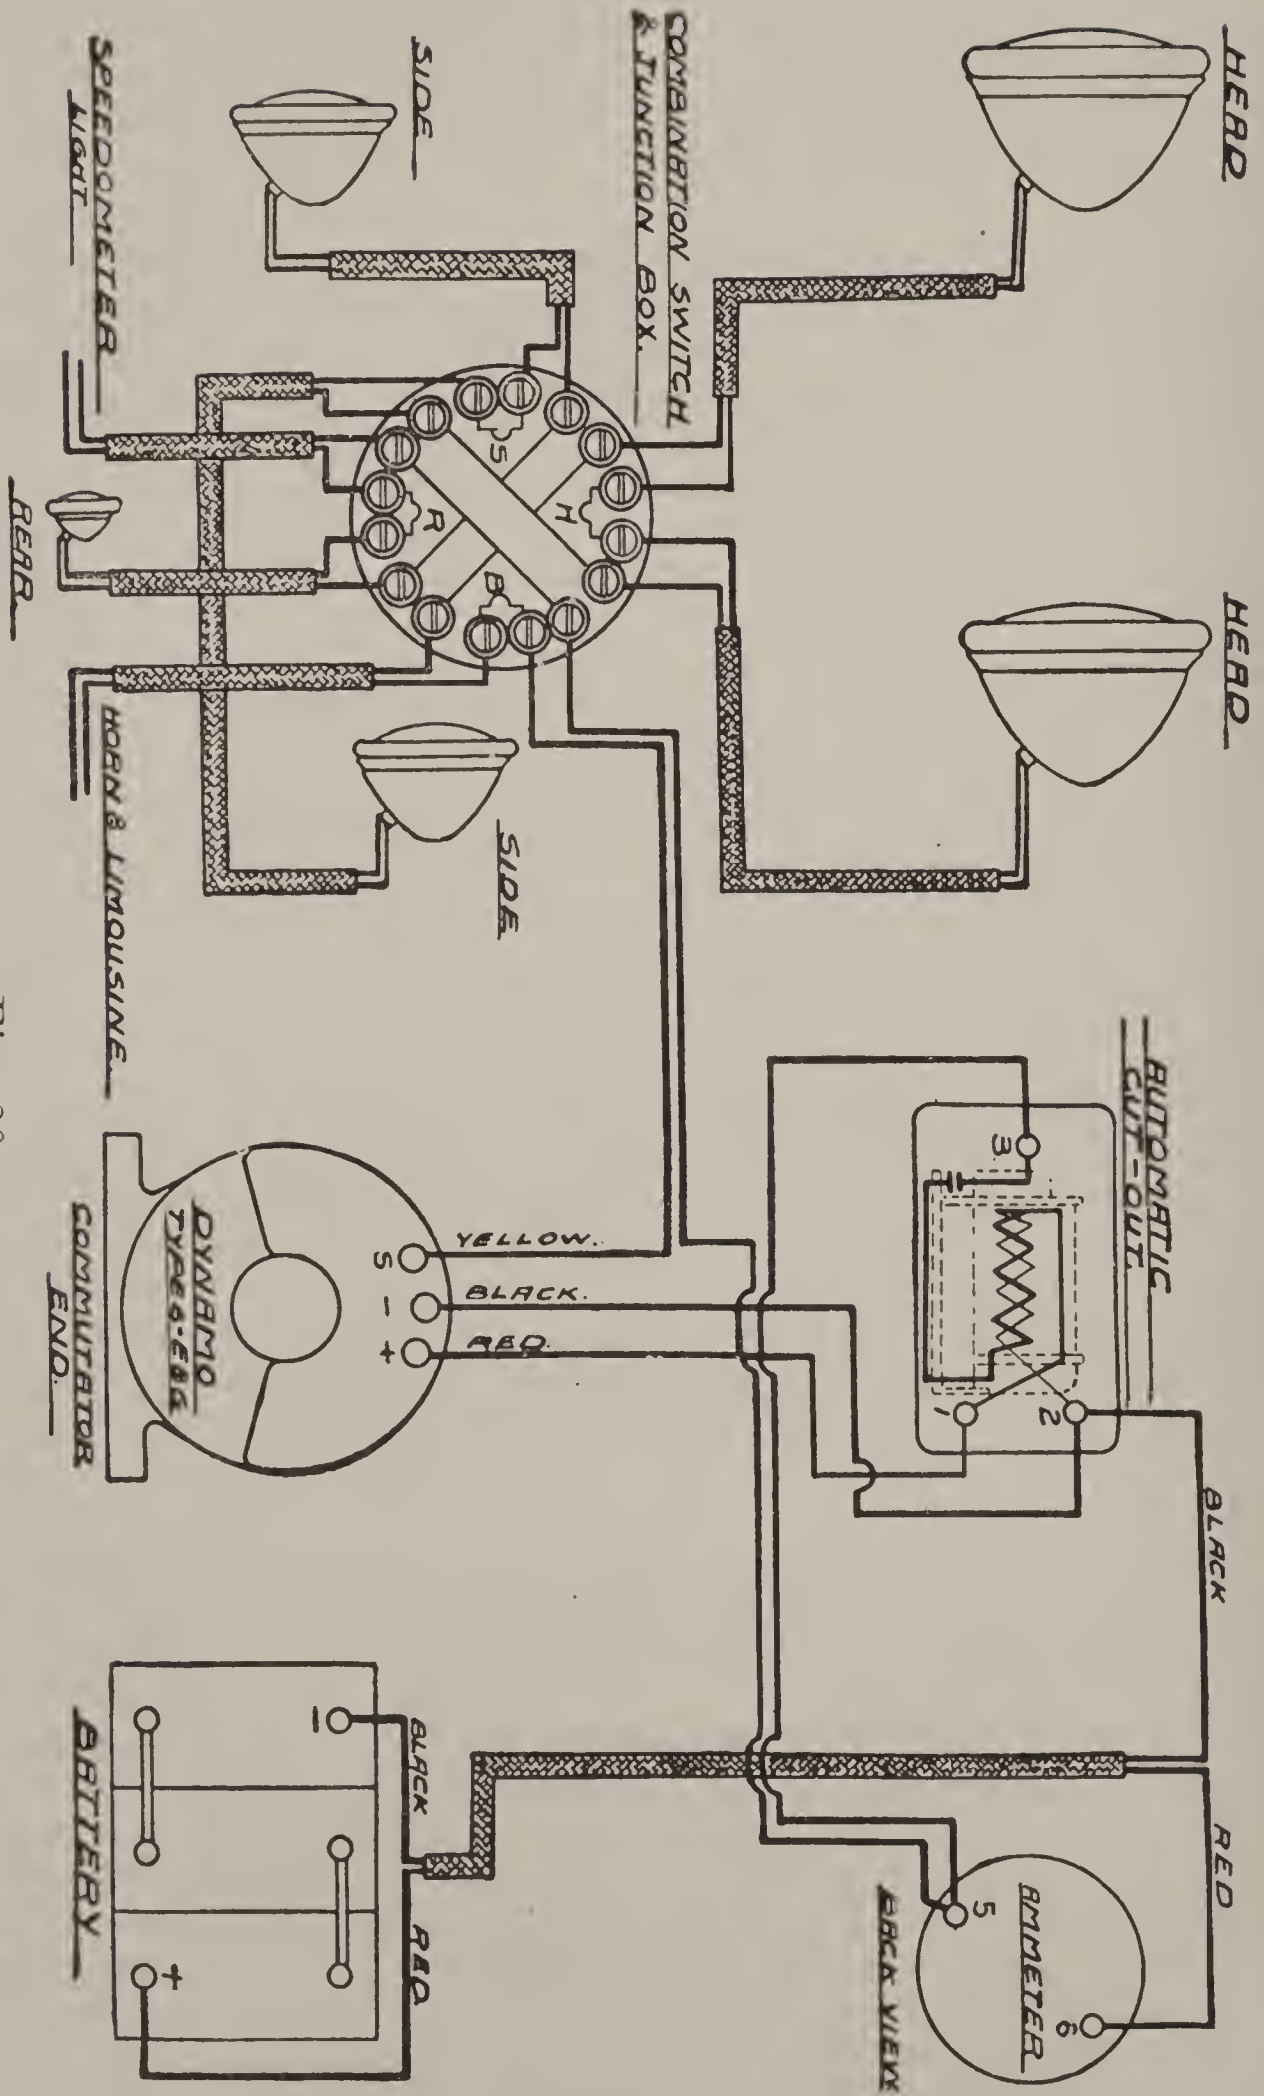 HEAD
HEAD
COMBINATION SWITCH
& JUNCTION BOX.
SIDE
SPEEDOMETER
LIGHT
REAR
HORN & LIMOUSINE
SIDE
S
H
R
B
AUTOMATIC
CUT-OUT.
3
1
2
BLACK
RED
YELLOW.
BLACK.
RED.
S
-
+
DYNAMO
COMMUTATOR
END.
AMMETER
5
6
BACK VIEW
BLACK
RED
-
+
BATTERY